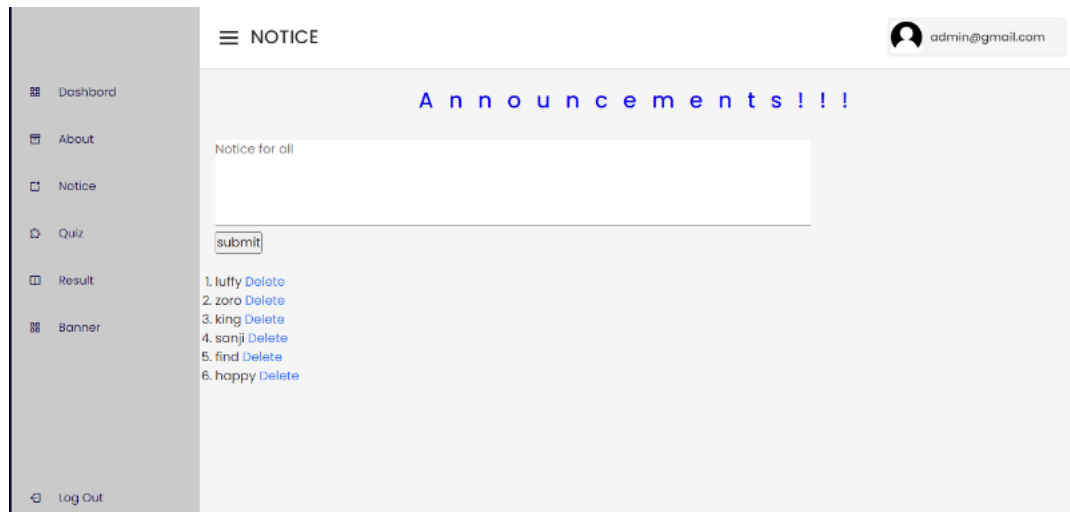 NOTICE
admin@gmail.com
Dashbord
About
Notice
Quiz
Result
Banner
Log Out
Announcements!!!
Notice for all
submit
1. luffy Delete
2. zoro Delete
3. king Delete
4. sanji Delete
5. find Delete
6. happy Delete